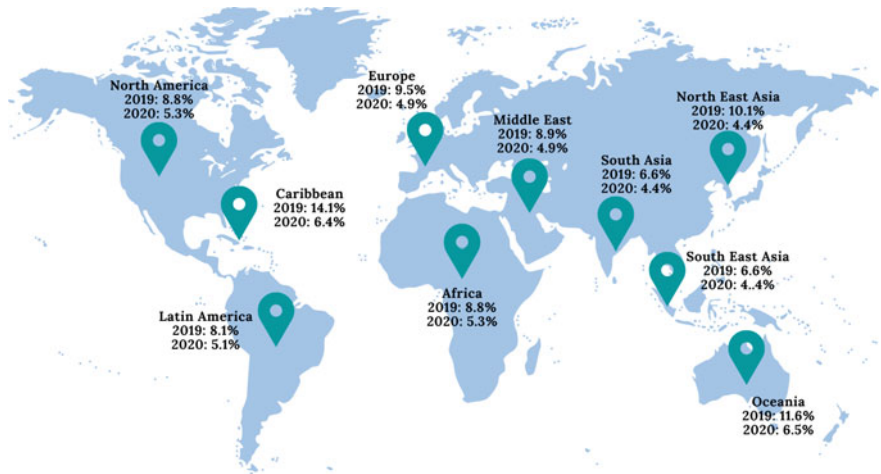 North America
2019: 8.8%
2020: 5.3%
Europe
2019: 9.5%
2020: 4.9%
Middle East
2019: 8.9%
2020: 4.9%
North East Asia
2019: 10.1%
2020: 4.4%
South Asia
2019: 6.6%
2020: 4.4%
Caribbean
2019: 14.1%
2020: 6.4%
South East Asia
2019: 6.6%
2020: 4..4%
Latin America
2019: 8.1%
2020: 5.1%
Africa
2019: 8.8%
2020: 5.3%
Oceania
2019: 11.6%
2020: 6.5%